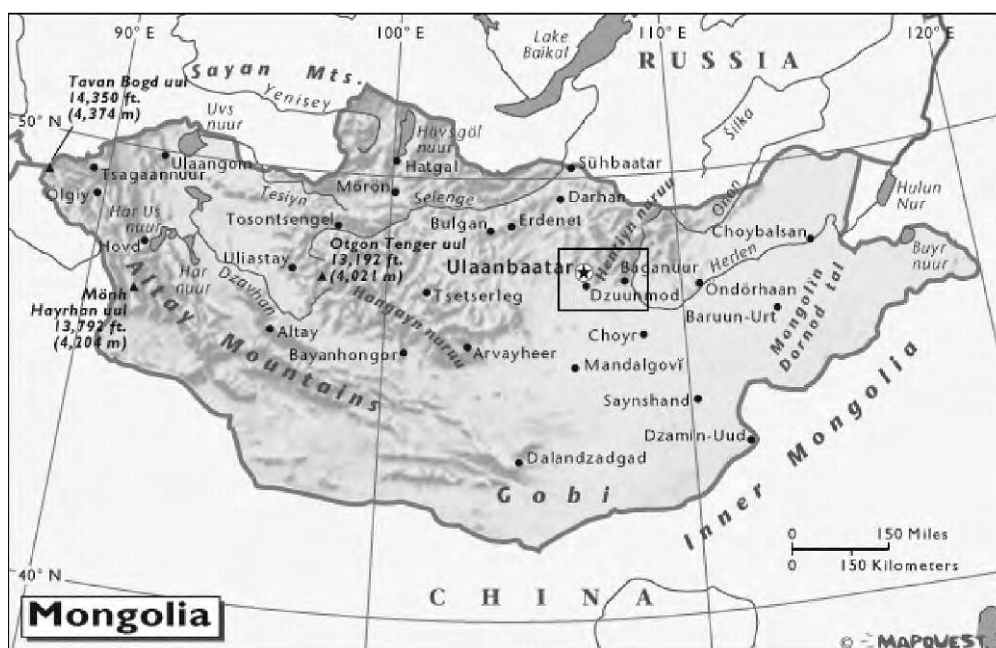 90° E
100° E
110° E
120° E
Lake
Baikal
RUSSIA
Sayan Mts.
Yenisey
Tavan Bogd uul
14,350 ft.
(4,374 m)
50° N
Uvs
nuur
Hövsgöl
nuur
Šilka
Ulaangom
Hatgal
Sühbaatar
Tsagaannuur
Olgiy
Tesiyn
Mörön
Selenge
Darhan
Onon
Hulun
Nur
Har Us
nuur
Tosontsengel
Bulgan
Erdenet
Hentiyn nuruu
Choybalsan
Hovd
Otgon Tenger uul
13,192 ft.
(4,021 m)
Herlen
Buyr
nuur
Uliastay
Ulaanbaatar
Baganuur
Har
nuur
Dzavhan
Mönh
Hayrhan uul
13,792 ft.
(4,204 m)
Tsetserleg
Dzuunmod
Öndörhaan
Baruun-Urt
Mongolin
Dornod tal
Hangayn nuruu
Altay
Choyr
Bayanhongor
Arvayheer
Mandalgovĭ
Altay Mountains
Saynshand
Dzamin-Uud
Dalandzadgad
Gobi
Inner Mongolia
0 150 Miles
0 150 Kilometers
40° N
CHINA
Mongolia
© MAPQUEST